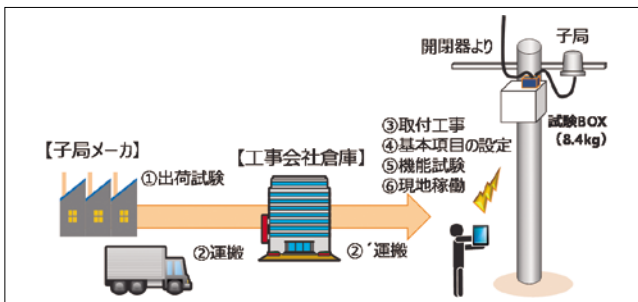 開閉器より
子局
試験BOX
(8.4kg)
【子局メーカ】
【工事会社倉庫】
①出荷試験
③取付工事
④基本項目の設定
⑤機能試験
⑥現地稼働
②運搬
②´運搬